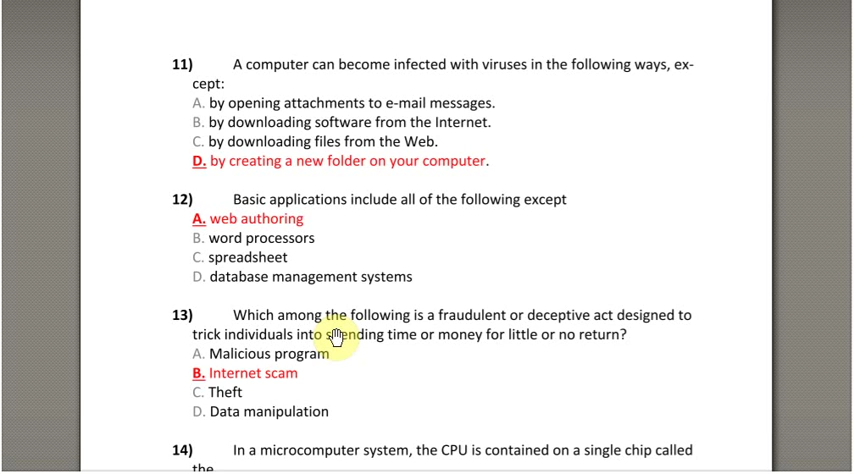 11) A computer can become infected with viruses in the following ways, ex-
cept:
A. by opening attachments to e-mail messages.
B. by downloading software from the Internet.
C. by downloading files from the Web.
D. by creating a new folder on your computer.
12) Basic applications include all of the following except
A. web authoring
B. word processors
C. spreadsheet
D. database management systems
13) Which among the following is a fraudulent or deceptive act designed to
trick individuals into spending time or money for little or no return?
A. Malicious program
B. Internet scam
C. Theft
D. Data manipulation
14) In a microcomputer system, the CPU is contained on a single chip called
the